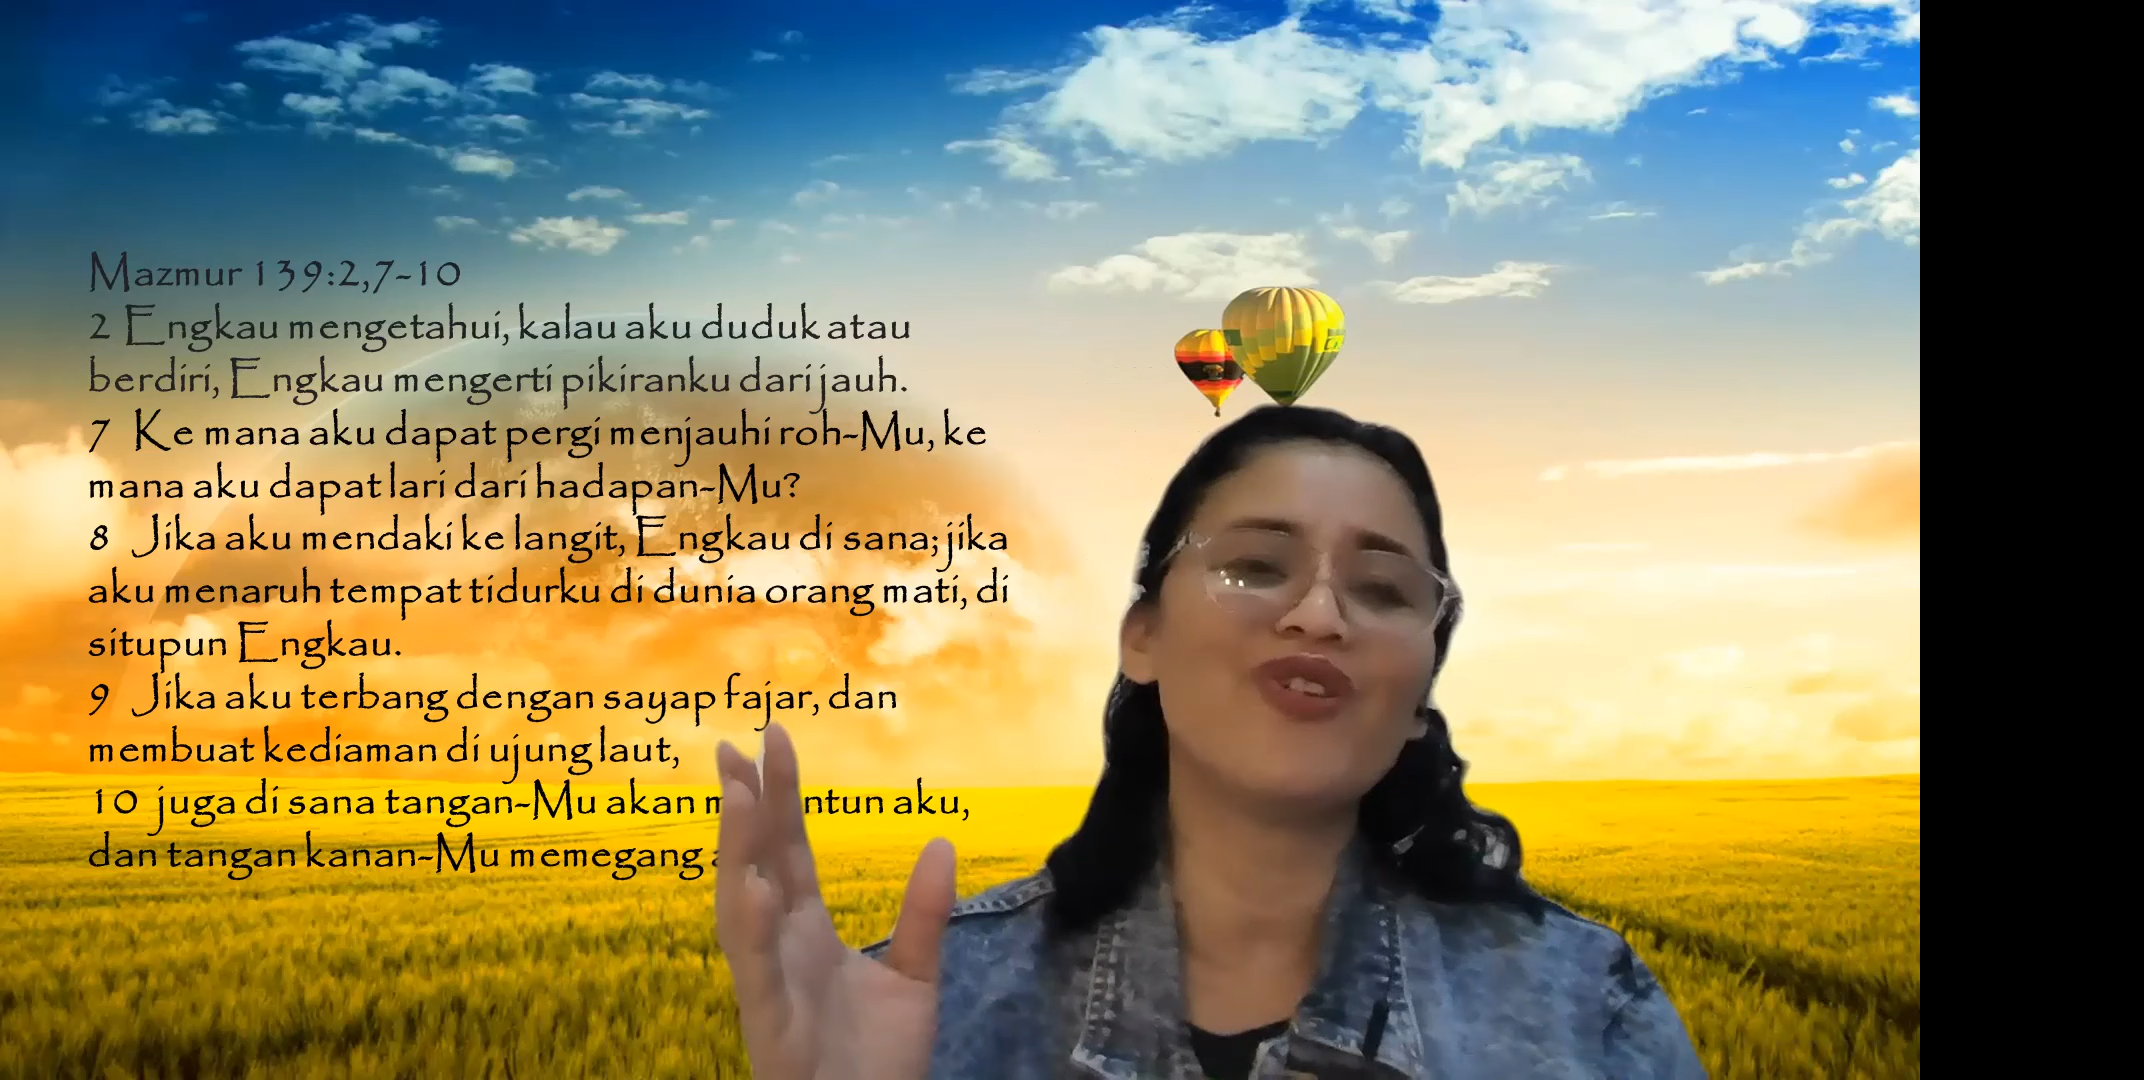 Mazmur 139:2,7-10
2 Engkau mengetahui, kalau aku duduk atau
berdiri, Engkau mengerti pikiranku dari jauh.
7 Ke mana aku dapat pergi menjauhi roh-Mu, ke
mana aku dapat lari dari hadapan-Mu?
8 Jika aku mendaki ke langit, Engkau di sana; jika
aku menaruh tempat tidurku di dunia orang mati, di
situpun Engkau.
9 Jika aku terbang dengan sayap fajar, dan
membuat kediaman di ujung laut,
10 juga di sana tangan-Mu akan aku,
dan tangan kanan-Mu memegang